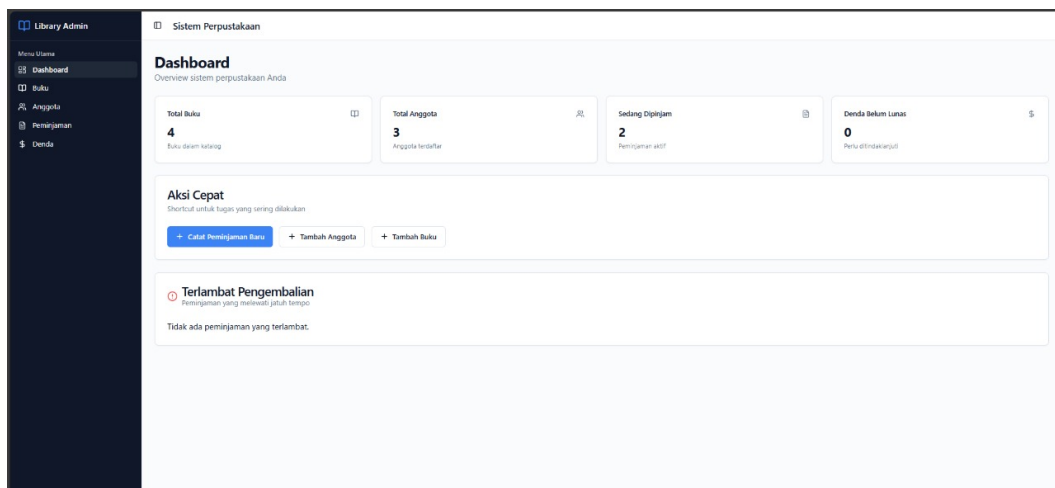 Library Admin
Sistem Perpustakaan
Menu Utama
Dashboard
Buku
Anggota
Peminjaman
Denda
Dashboard
Overview sistem perpustakaan Anda
Total Buku
4
Buku dalam katalog
Total Anggota
3
Anggota terdaftar
Sedang Dipinjam
2
Peminjaman aktif
Denda Belum Lunas
$
0
Perlu ditindaklanjuti
Aksi Cepat
Shortcut untuk tugas yang sering dilakukan
+ Catat Peminjaman Baru
+ Tambah Anggota
+ Tambah Buku
Terlambat Pengembalian
Peminjaman yang melewati jatuh tempo
Tidak ada peminjaman yang terlambat.